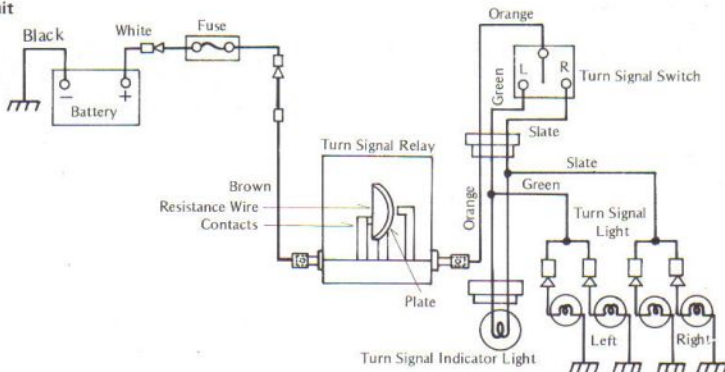 uit
Black
White
Fuse
Battery
Orange
L
R
Turn Signal Switch
Green
Slate
Turn Signal Relay
Slate
Green
Brown
Resistance Wire
Contacts
Orange
Turn Signal
Light
Plate
Left
Right
Turn Signal Indicator Light